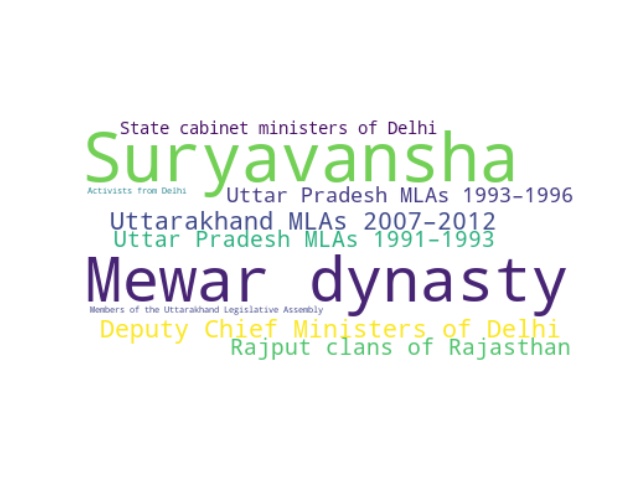 State cabinet ministers of Delhi
Suryavansha
Activists from Delhi
Uttar Pradesh MLAs 1993–1996
Uttarakhand MLAs 2007–2012
Uttar Pradesh MLAs 1991–1993
Mewar dynasty
Members of the Uttarakhand Legislative Assembly
Deputy Chief Ministers of Delhi
Rajput clans of Rajasthan